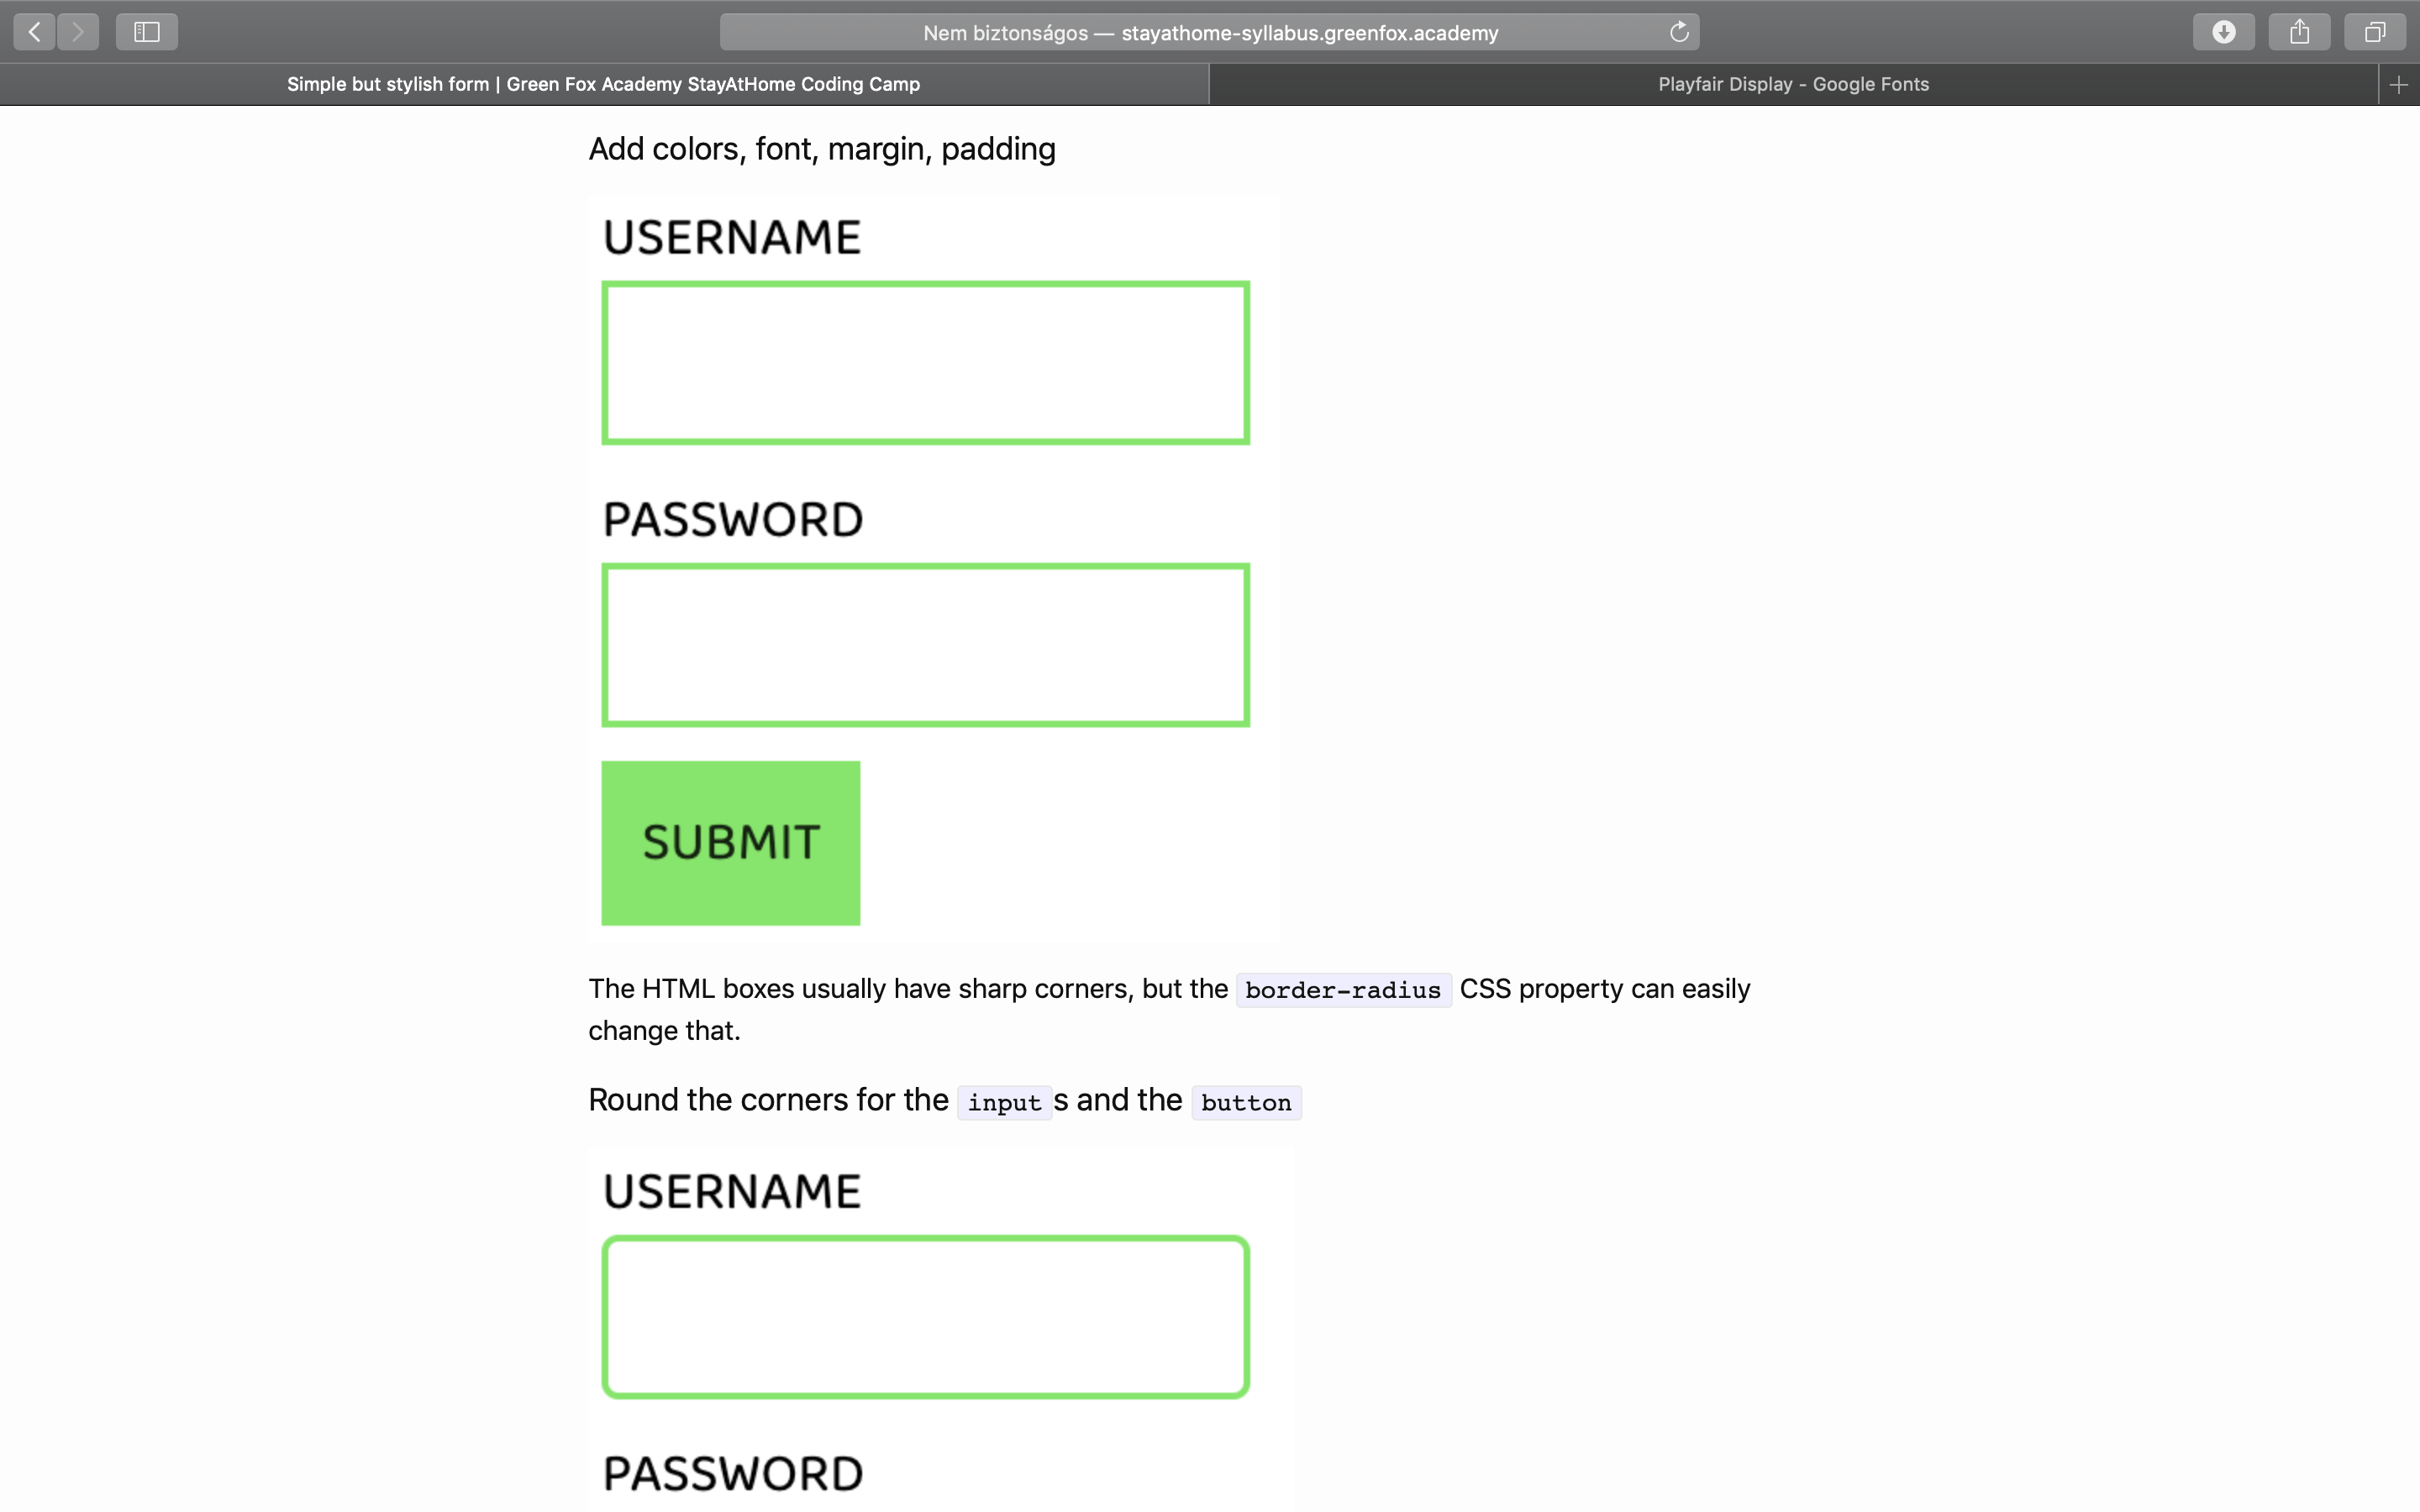 Nem biztonságos — stayathome-syllabus.greenfox.academy
Simple but stylish form | Green Fox Academy StayAtHome Coding Camp
Playfair Display - Google Fonts
Add colors, font, margin, padding
USERNAME
PASSWORD
SUBMIT
The HTML boxes usually have sharp corners, but the border-radius CSS property can easily
change that.
Round the corners for the inputs and the button
USERNAME
PASSWORD